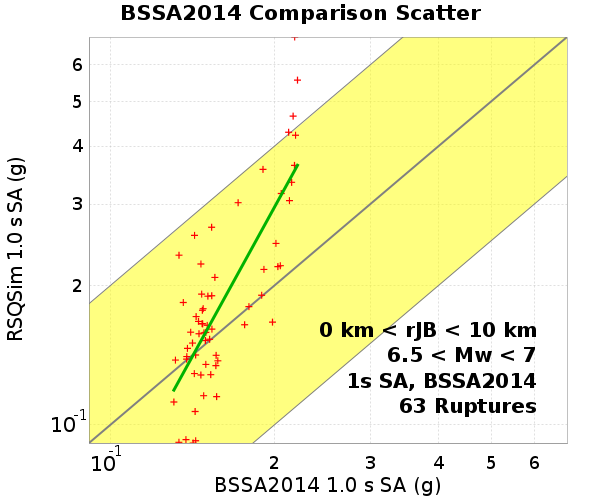 BSSA2014 Comparison Scatter
RSQSim 1.0 s SA (g)
6
5
4
3
2
10⁻¹
0 km < rJB < 10 km
6.5 < Mw < 7
1s SA, BSSA2014
63 Ruptures
10⁻¹ 2 3 4 5 6
BSSA2014 1.0 s SA (g)